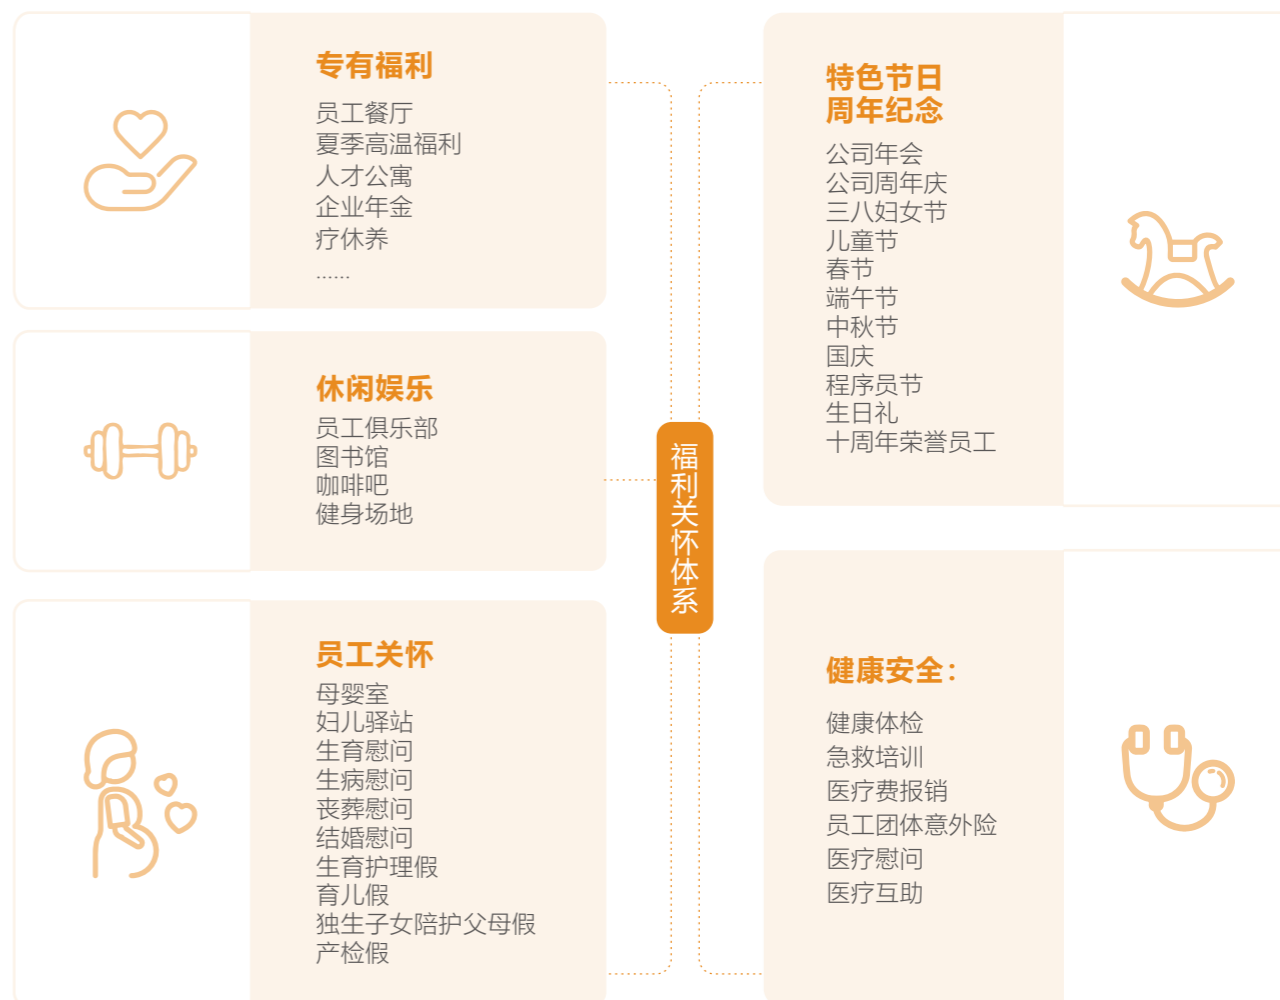 专有福利
员工餐厅
夏季高温福利
人才公寓
企业年金
疗休养
......
休闲娱乐
员工俱乐部
图书馆
咖啡吧
健身场地
员工关怀
母婴室
妇儿驿站
生育慰问
生病慰问
丧葬慰问
结婚慰问
生育护理假
育儿假
独生子女陪护父母假
产检假
福利关怀体系
特色节日
周年纪念
公司年会
公司周年庆
三八妇女节
儿童节
春节
端午节
中秋节
国庆
程序员节
生日礼
十周年荣誉员工
健康安全：
健康体检
急救培训
医疗费报销
员工团体意外险
医疗慰问
医疗互助